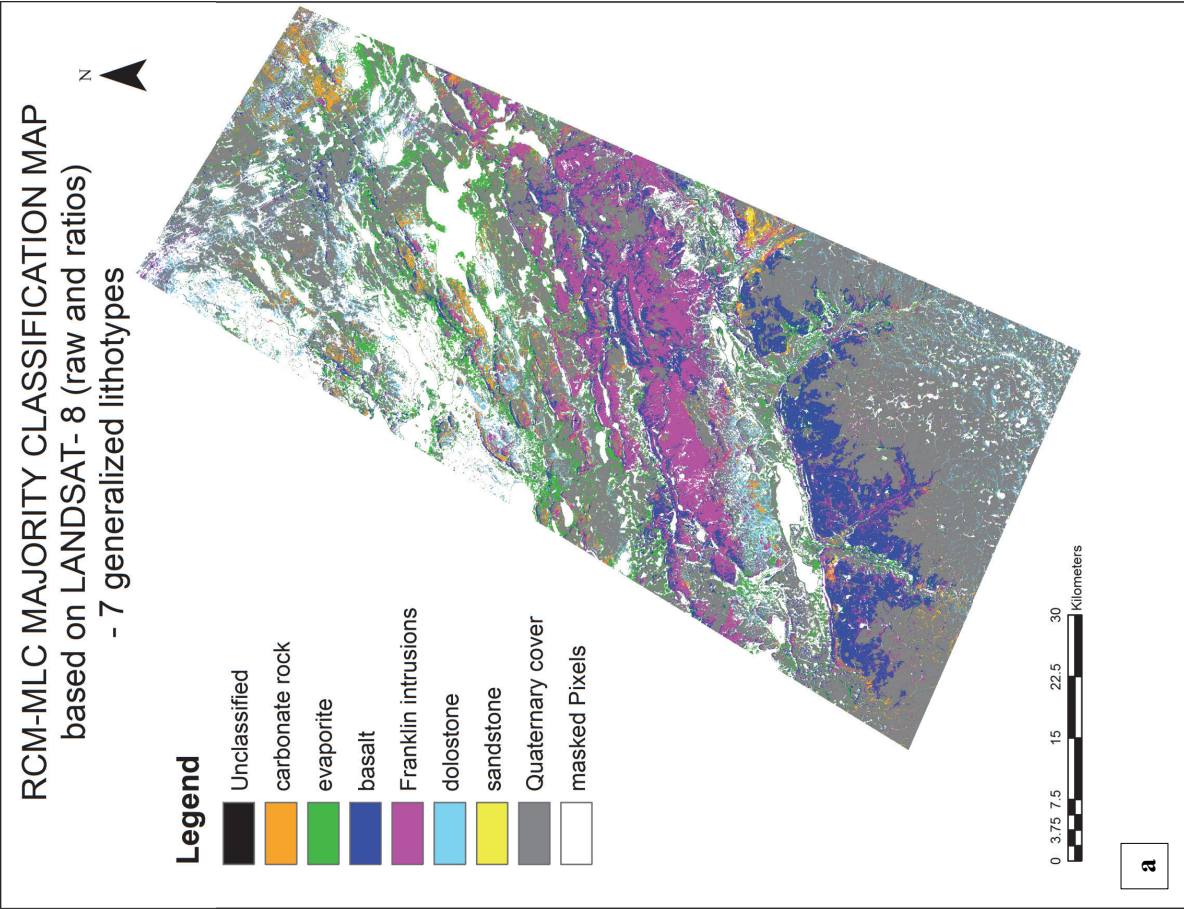 RCM-MLC MAJORITY CLASSIFICATION MAP
based on LANDSAT- 8 (raw and ratios)
- 7 generalized lithotypes
N
Legend
Unclassified
carbonate rock
evaporite
basalt
Franklin intrusions
dolostone
sandstone
Quaternary cover
masked Pixels
0 3.75 7.5 15 22.5 30
Kilometers
a